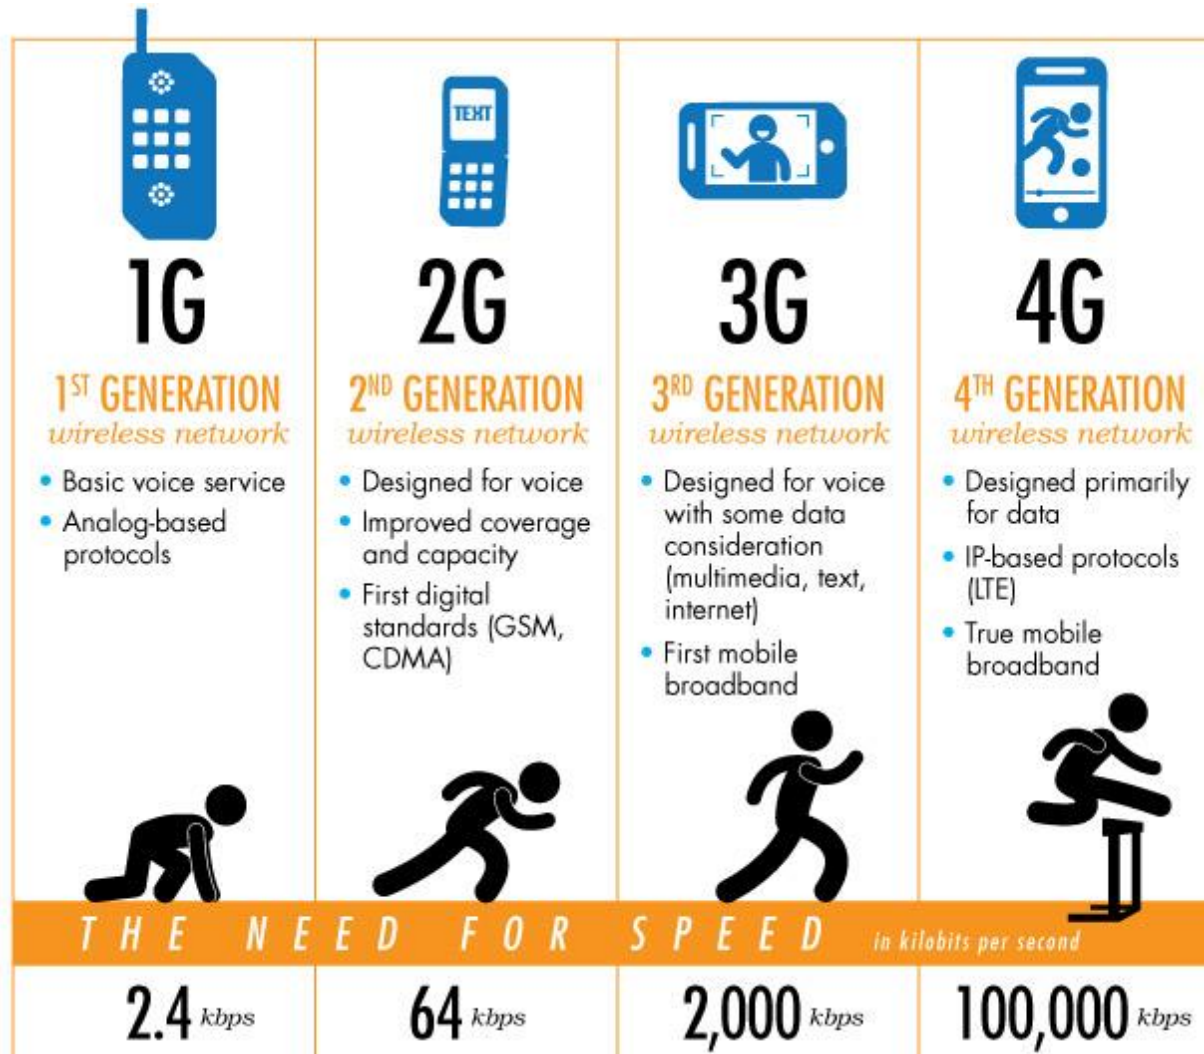 TEXT
1G
1ST GENERATION
wireless network
• Basic voice service
• Analog-based
protocols
2G
2ND GENERATION
wireless network
• Designed for voice
• Improved coverage
and capacity
• First digital
standards (GSM,
CDMA)
3G
3RD GENERATION
wireless network
• Designed for voice
with some data
consideration
(multimedia, text,
internet)
• First mobile
broadband
4G
4TH GENERATION
wireless network
• Designed primarily
for data
• IP-based protocols
(LTE)
• True mobile
broadband
THE NEED FOR SPEED in kilobits per second
2.4 kbps
64 kbps
2,000 kbps
100,000 kbps